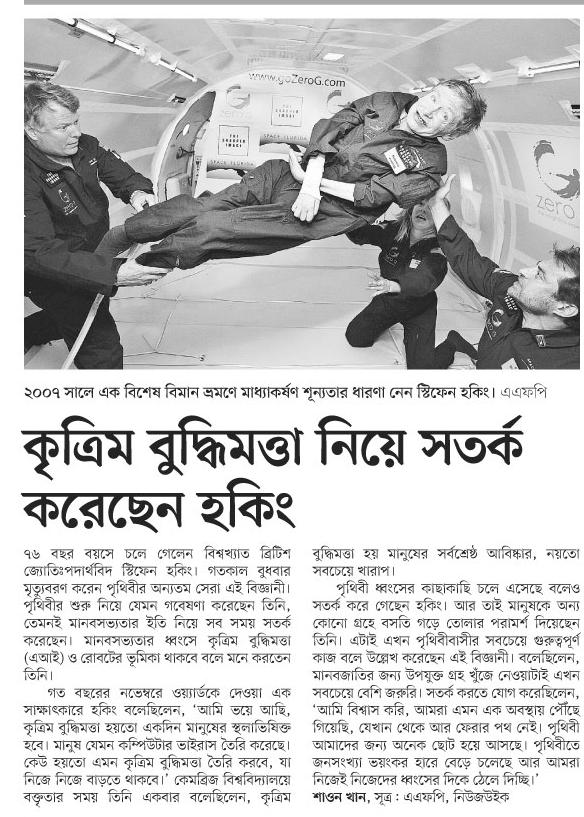 www.goZeroG.com
THE
SHARPER
IMAGE
SPACE FLORIDA
THE
SHARPER
IMAGE
SPACE FLORIDA
zero
২০০৭ সালে এক বিশেষ বিমান ভ্রমণে মাধ্যাকর্ষণ শূন্যতার ধারণা নেন স্টিফেন হকিং। এএফপি
কৃত্রিম বুদ্ধিমত্তা নিয়ে সতর্ক
করেছেন হকিং
৭৬ বছর বয়সে চলে গেলেন বিশ্বখ্যাত ব্রিটিশ
জ্যোতিঃপদার্থবিদ স্টিফেন হকিং। গতকাল বুধবার
মৃত্যুবরণ করেন পৃথিবীর অন্যতম সেরা এই বিজ্ঞানী।
পৃথিবীর শুরু নিয়ে যেমন গবেষণা করেছেন তিনি,
তেমনই মানবসভ্যতার ইতি নিয়ে সব সময় সতর্ক
করেছেন। মানবসভ্যতার ধ্বংসে কৃত্রিম বুদ্ধিমত্তা
(এআই) ও রোবটের ভূমিকা থাকবে বলে মনে করতেন
তিনি।
গত বছরের নভেম্বরে ওয়্যার্ডকে দেওয়া এক
সাক্ষাৎকারে হকিং বলেছিলেন, ‘আমি ভয়ে আছি,
কৃত্রিম বুদ্ধিমত্তা হয়তো একদিন মানুষের স্থলাভিষিক্ত
হবে। মানুষ যেমন কম্পিউটার ভাইরাস তৈরি করেছে।
কেউ হয়তো এমন কৃত্রিম বুদ্ধিমত্তা তৈরি করবে, যা
নিজে নিজে বাড়তে থাকবে।’ কেমব্রিজ বিশ্ববিদ্যালয়ে
বক্তৃতার সময় তিনি একবার বলেছিলেন, কৃত্রিম
বুদ্ধিমত্তা হয় মানুষের সর্বশ্রেষ্ঠ আবিষ্কার, নয়তো
সবচেয়ে খারাপ।
পৃথিবী ধ্বংসের কাছাকাছি চলে এসেছে বলেও
সতর্ক করে গেছেন হকিং। আর তাই মানুষকে অন্য
কোনো গ্রহে বসতি গড়ে তোলার পরামর্শ দিয়েছেন
তিনি। এটাই এখন পৃথিবীবাসীর সবচেয়ে গুরুত্বপূর্ণ
কাজ বলে উল্লেখ করেছেন এই বিজ্ঞানী। বলেছিলেন,
মানবজাতির জন্য উপযুক্ত গ্রহ খুঁজে নেওয়াটাই এখন
সবচেয়ে বেশি জরুরি। সতর্ক করতে যোগ করেছিলেন,
‘আমি বিশ্বাস করি, আমরা এমন এক অবস্থায় পৌঁছে
গিয়েছি, যেখান থেকে আর ফেরার পথ নেই। পৃথিবী
আমাদের জন্য অনেক ছোট হয়ে আসছে। পৃথিবীতে
জনসংখ্যা ভয়ংকর হারে বেড়ে চলেছে আর আমরা
নিজেই নিজেদের ধ্বংসের দিকে ঠেলে দিচ্ছি।’
শাওন খান, সূত্র : এএফপি, নিউজউইক